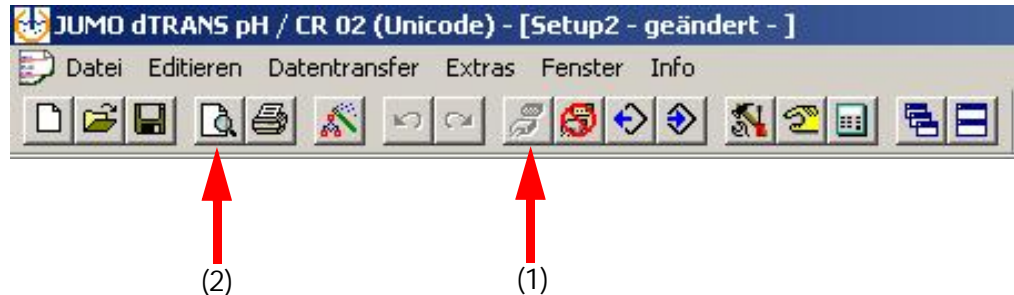 JUMO dTRANS pH / CR 02 (Unicode) - [Setup2 - geändert - ]
Datei Editieren Datentransfer Extras Fenster Info
(2) (1)